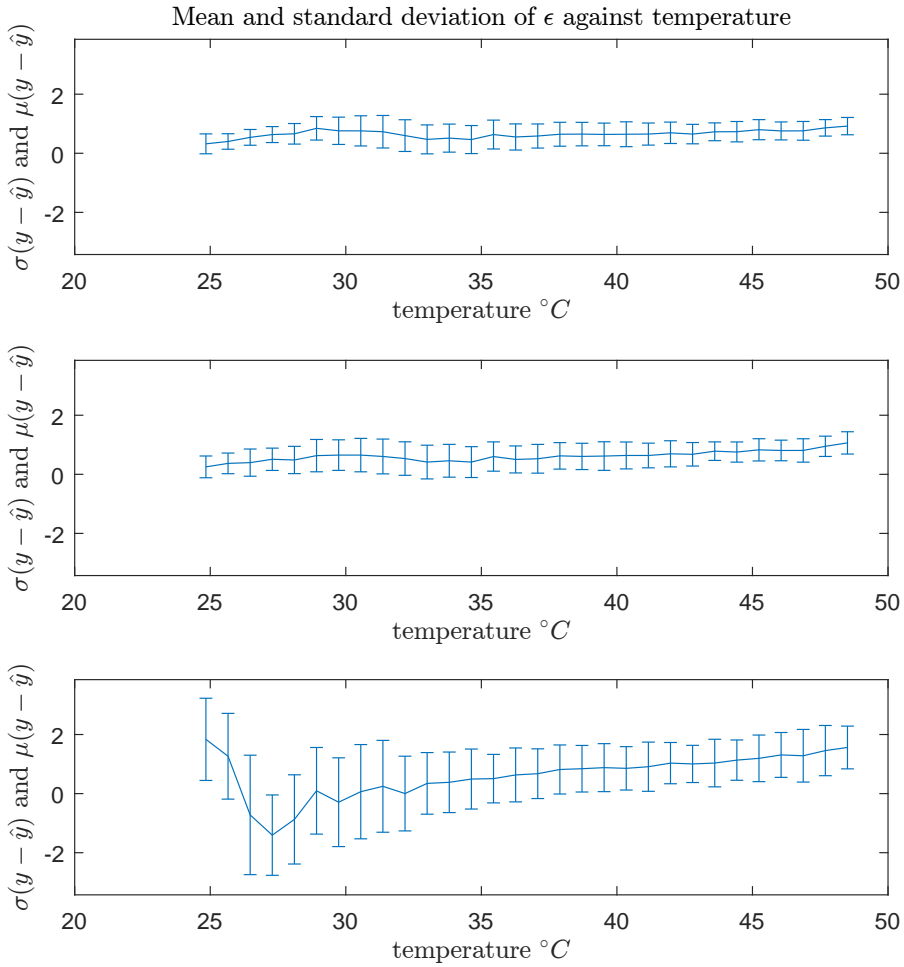 Mean and standard deviation of ϵ against temperature
σ(y − ŷ) and μ(y − ŷ)
2
0
-2
20 25 30 35 40 45 50
temperature °C
σ(y − ŷ) and μ(y − ŷ)
2
0
-2
20 25 30 35 40 45 50
temperature °C
σ(y − ŷ) and μ(y − ŷ)
2
0
-2
20 25 30 35 40 45 50
temperature °C